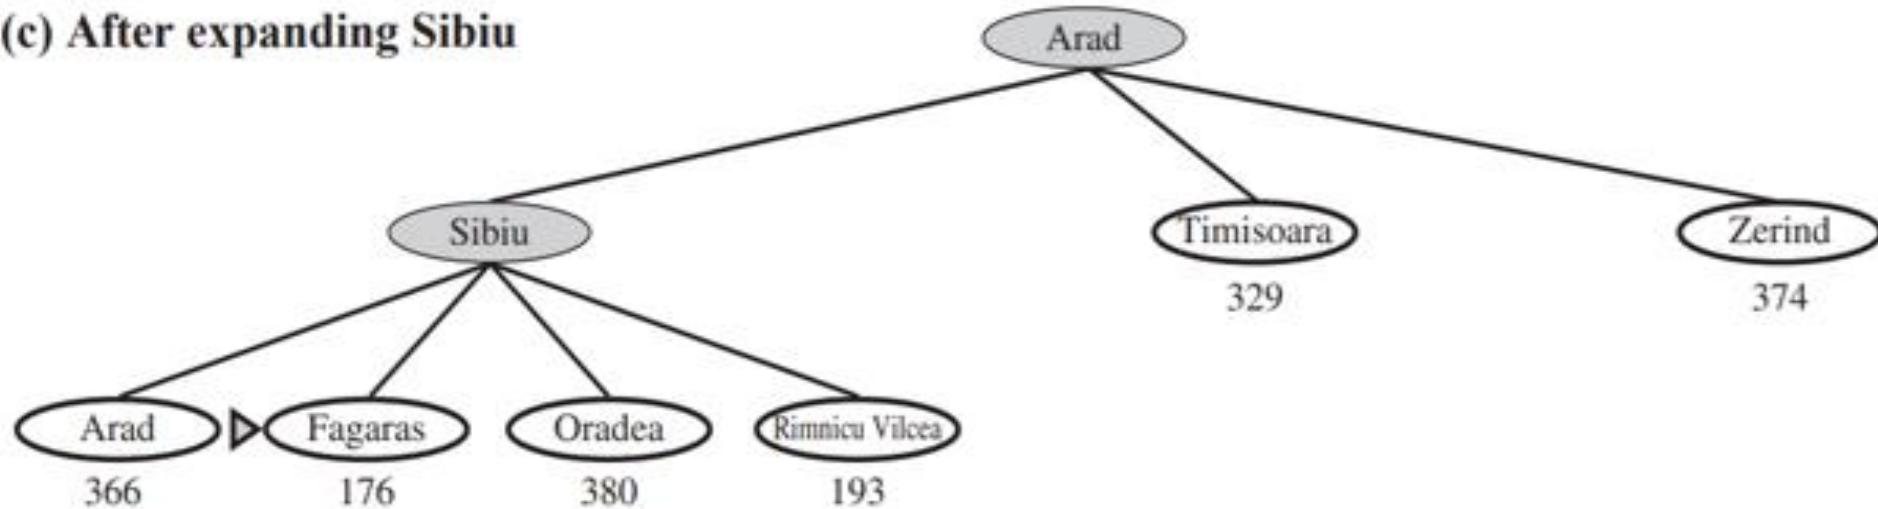 (c) After expanding Sibiu
Arad
Sibiu
Timisoara
Zerind
329
374
Arad
Fagaras
Oradea
Rimnicu Vilcea
366
176
380
193